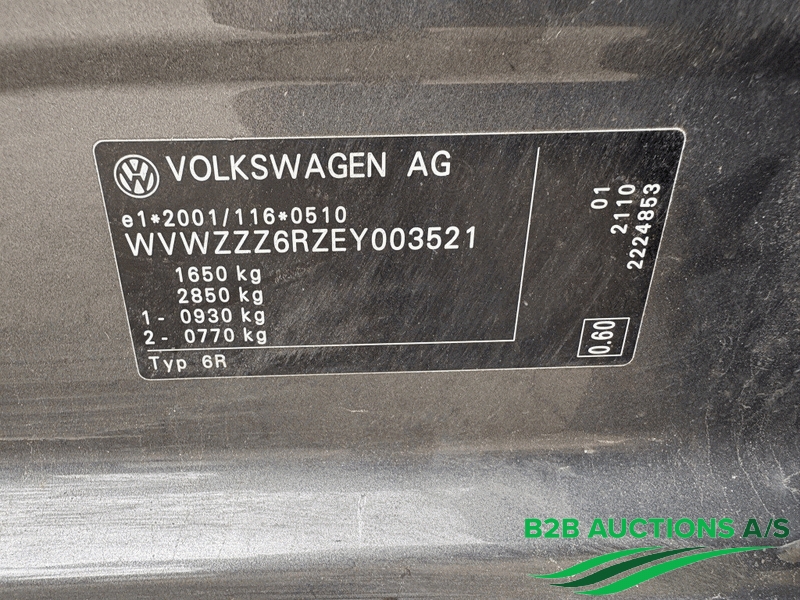 VOLKSWAGEN AG
e1*2001/116*0510
WVWZZZ6RZEY003521
1650 kg
2850 kg
1 - 0930 kg
2 - 0770 kg
Typ 6R
01
2110
2224853
0.60
B2B AUCTIONS A/S